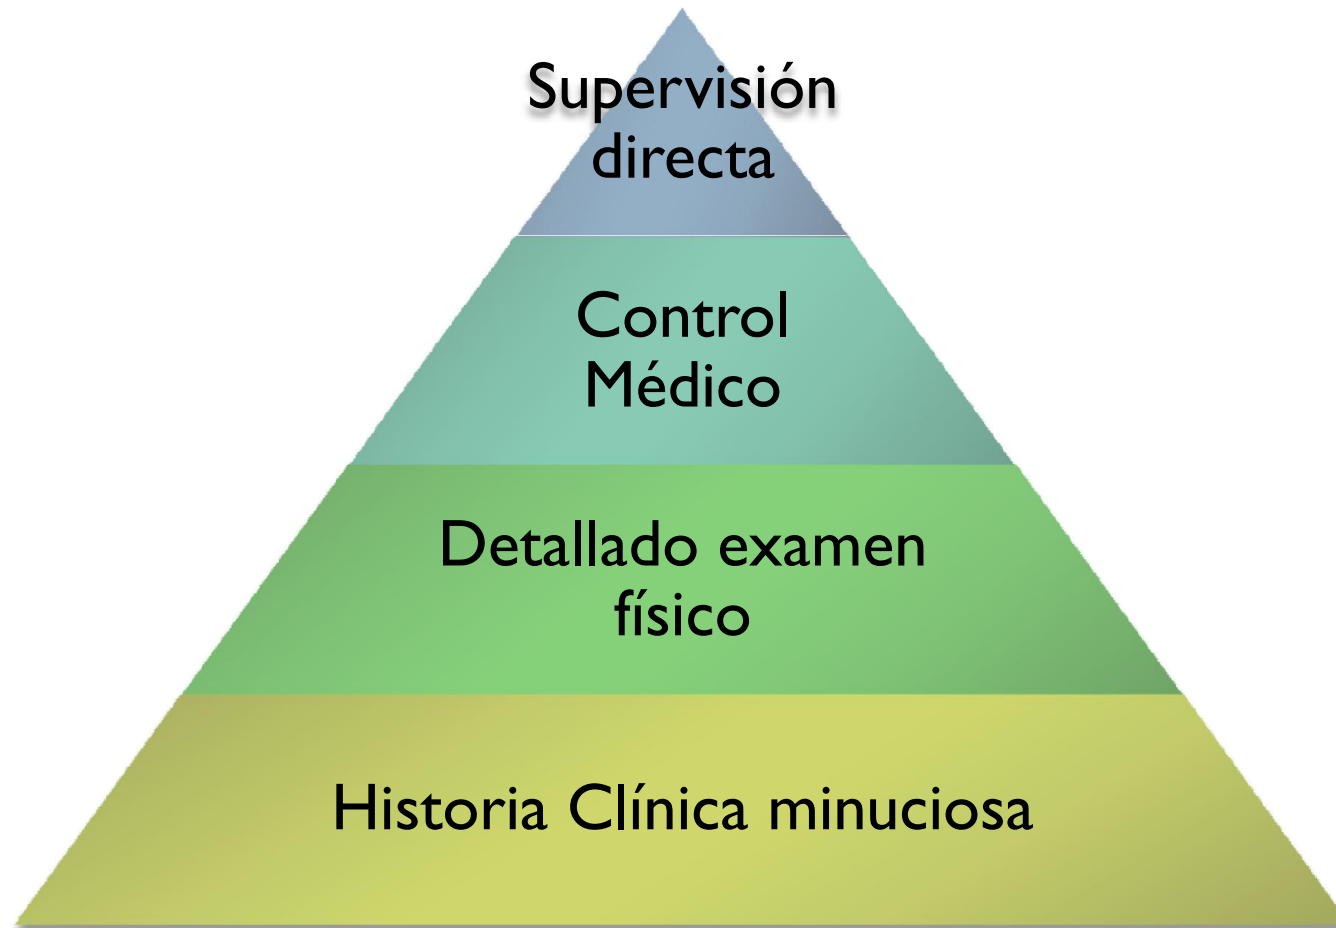 Supervisión
directa
Control
Médico
Detallado examen
físico
Historia Clínica minuciosa